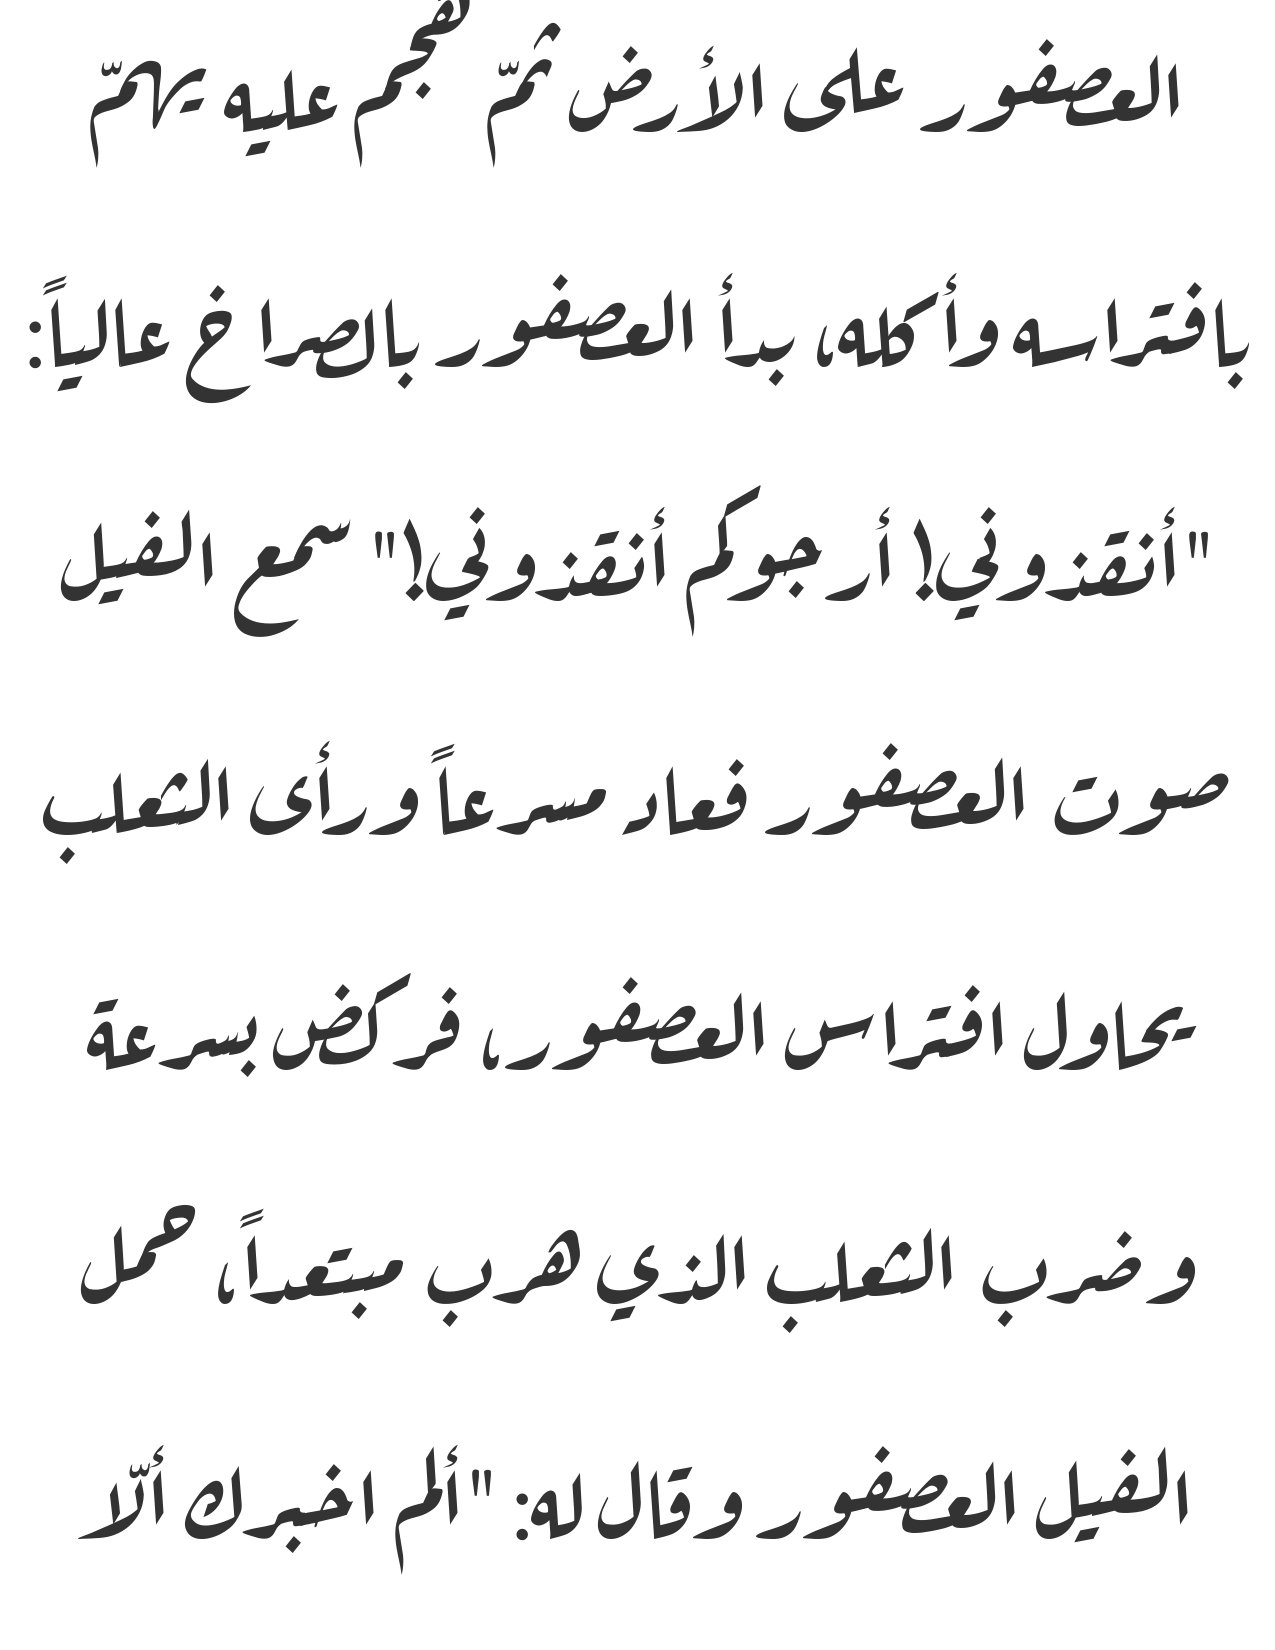 العصفور على الأرض ثمّ هجم عليه يهمّ
بافتراسه وأكله، بدأ العصفور بالصراخ عالياً:
"أنقذوني! أرجوكم أنقذوني!" سمع الفيل
صوت العصفور فعاد مسرعاً ورأى الثعلب
يحاول افتراس العصفور، فركض بسرعة
وضرب الثعلب الذي هرب مبتعداً، حمل
الفيل العصفور وقال له: "ألم اخبرك ألّا